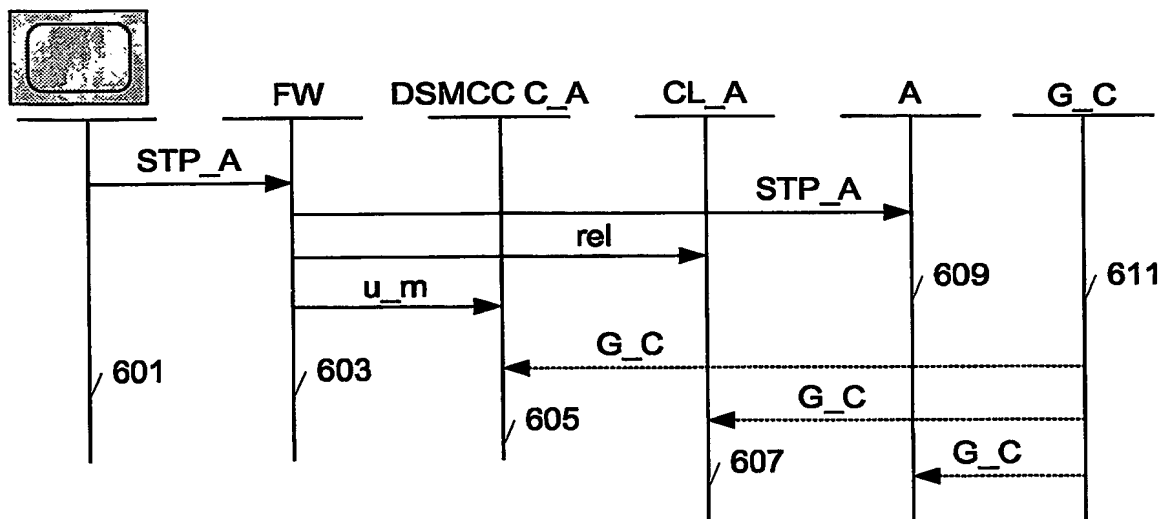 FW DSMCC C_A CL_A A G_C
STP_A
STP_A
rel
609 611
u_m
G_C
601 603
G_C
605
G_C
607